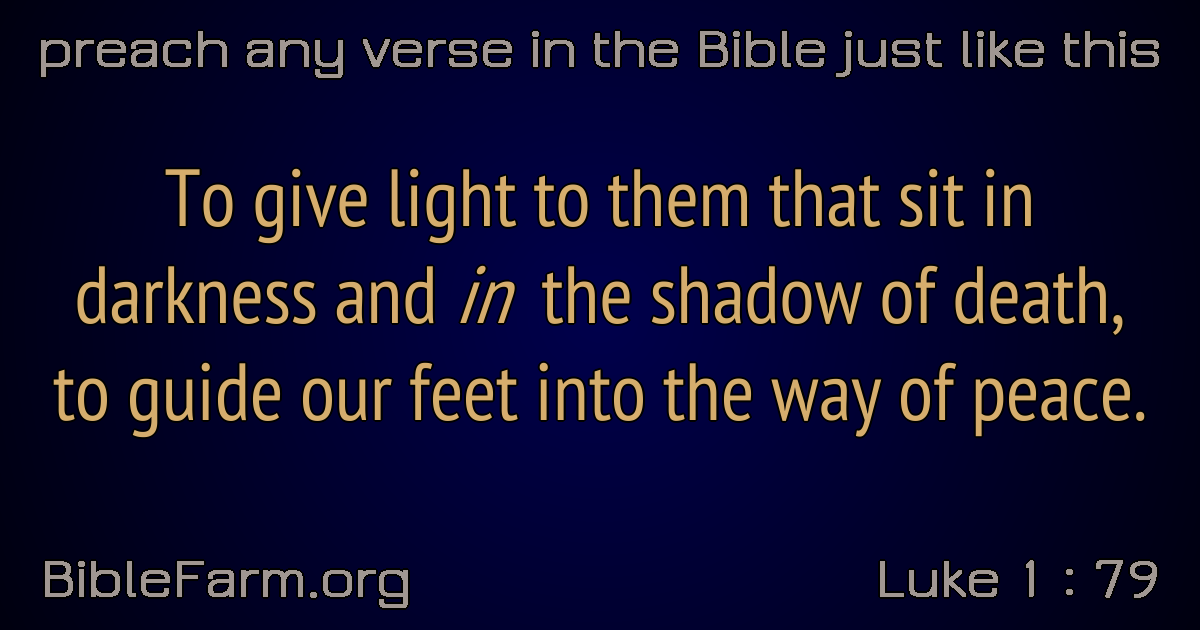 preach any verse in the Bible just like this
To give light to them that sit in
darkness and in the shadow of death,
to guide our feet into the way of peace.
BibleFarm.org
Luke 1 : 79